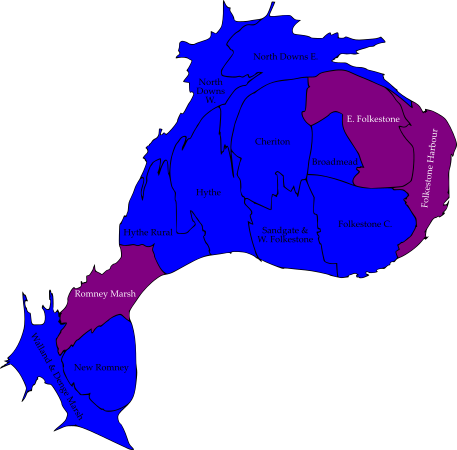 North Downs E.
North
Downs
W.
E. Folkestone
Cheriton
Broadmead
Folkestone Harbour
Hythe
Folkestone C.
Sandgate &
W. Folkestone
Hythe Rural
Romney Marsh
New Romney
Walland & Denge Marsh